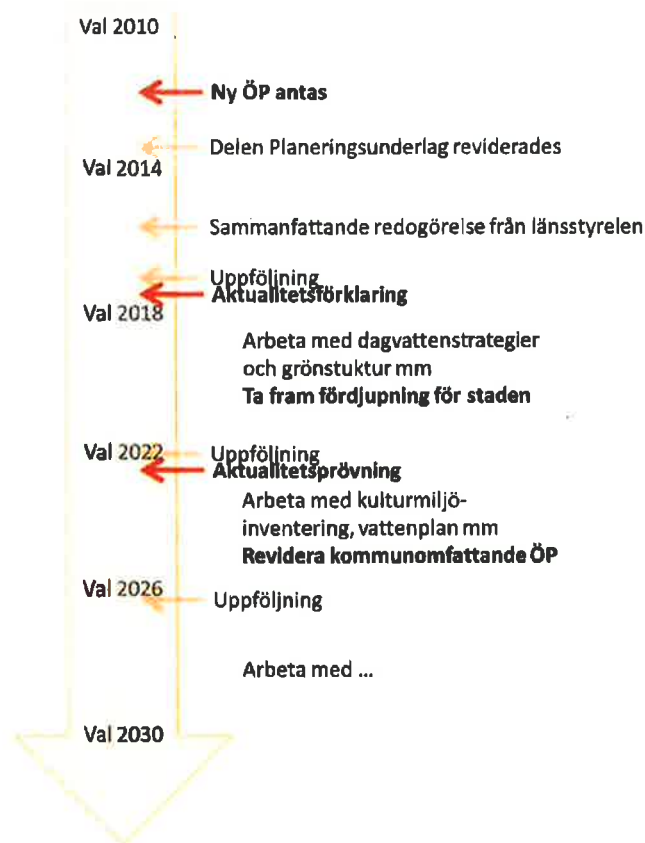 Val 2010
Ny ÖP antas
Delen Planeringsunderlag reviderades
Val 2014
Sammanfattande redogörelse från länsstyrelen
Uppföljning
Aktualitetsförklaring
Val 2018
Arbeta med dagvattenstrategier
och grönstuktur mm
Ta fram fördjupning för staden
Val 2022
Uppföljning
Aktualitetsprövning
Arbeta med kulturmiljö-
inventering, vattenplan mm
Revidera kommunomfattande ÖP
Val 2026
Uppföljning
Arbeta med ...
Val 2030